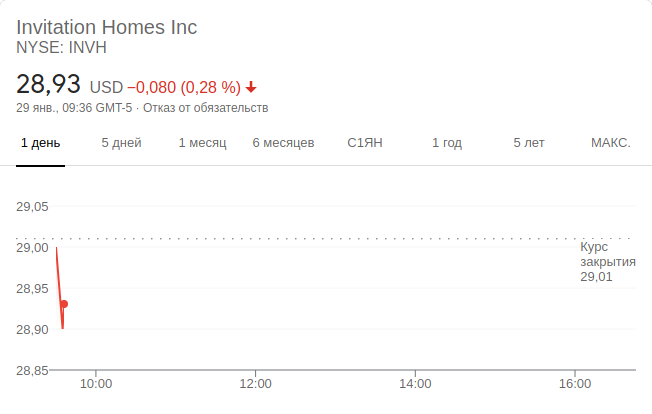 Invitation Homes Inc
NYSE: INVH
28,93 USD −0,080 (0,28 %)
29 янв., 09:36 GMT-5 · Отказ от обязательств
1 день 5 дней 1 месяц 6 месяцев С1ЯН 1 год 5 лет МАКС.
29,05
29,00
28,95
28,90
28,85
Курс
закрытия
29,01
10:00 12:00 14:00 16:00